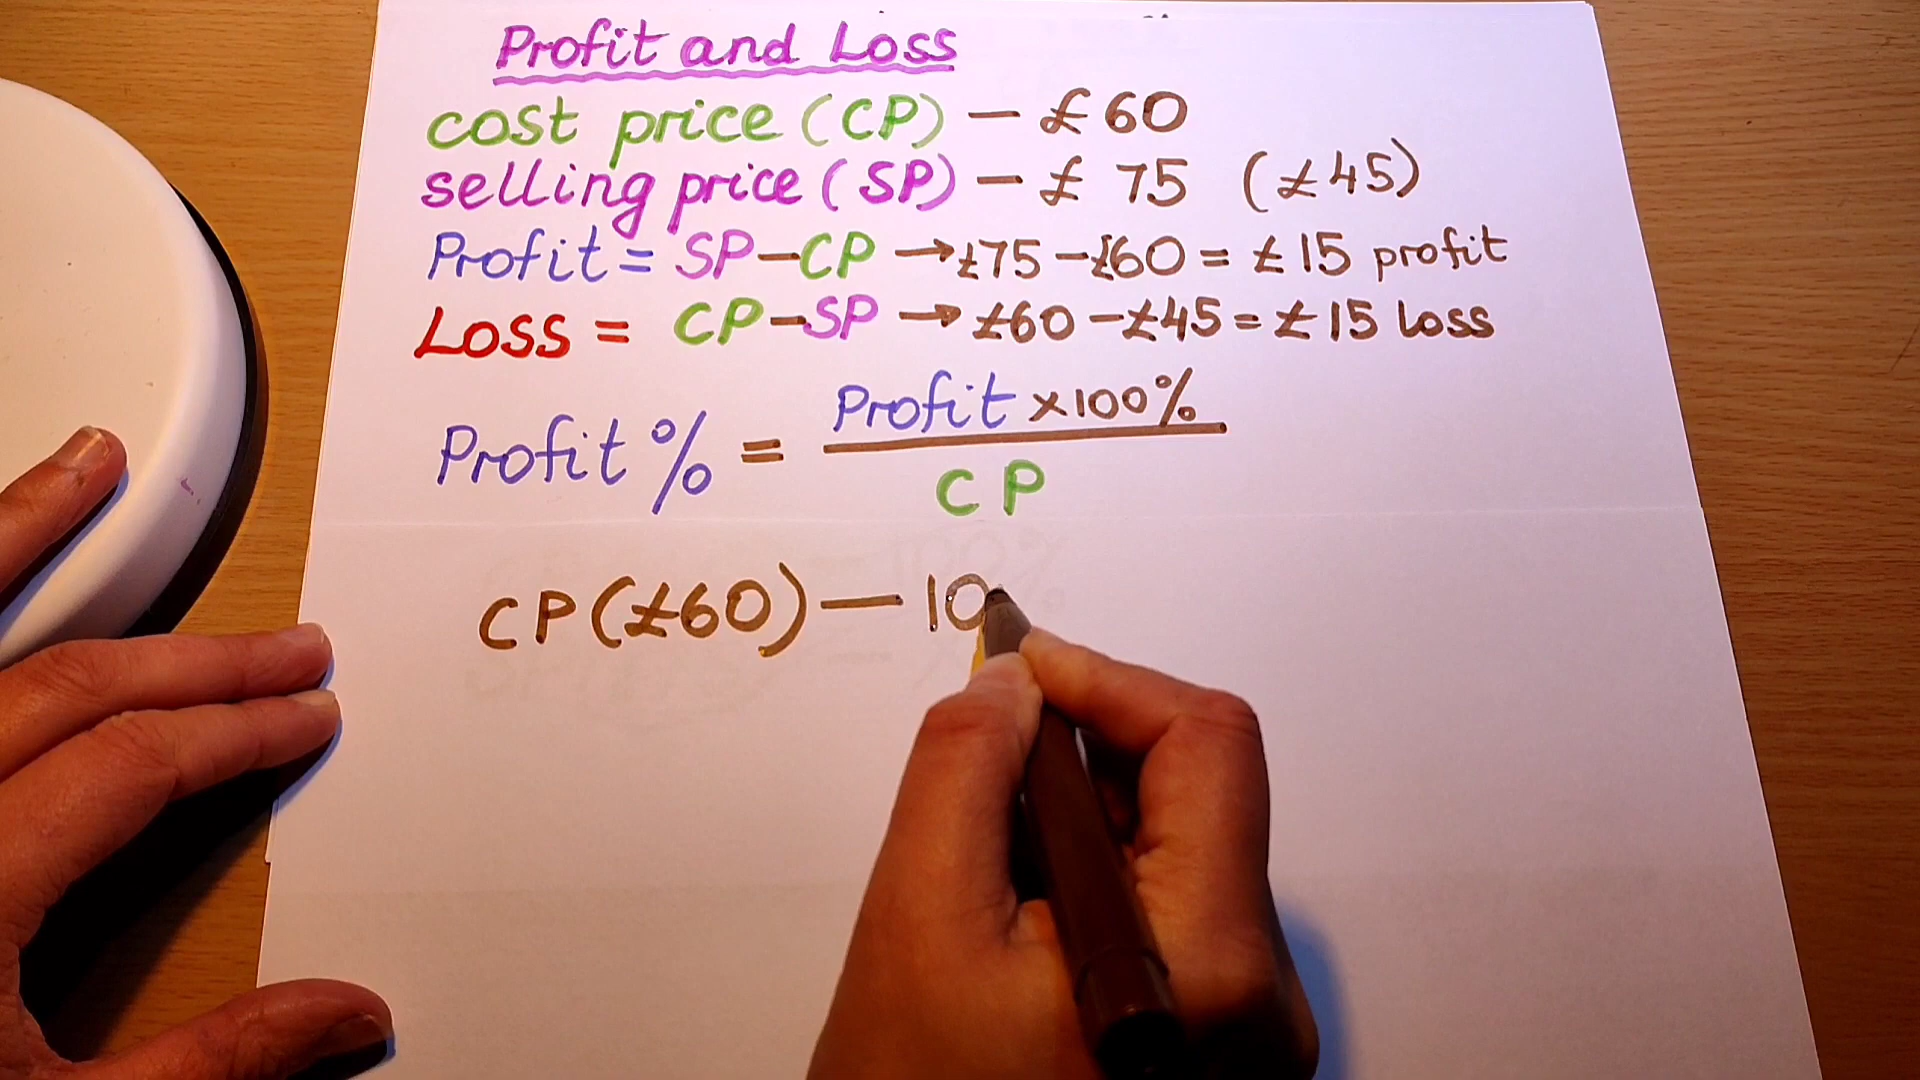 Profit and Loss
cost price (CP) — £60
selling price (SP) — £ 75 (£45)
Profit = SP—CP → £75 — £60 = £15 profit
LOSS = CP—SP → £60 — £45 = £15 loss
Profit % = Profit x100% / CP
CP (£60) — 10